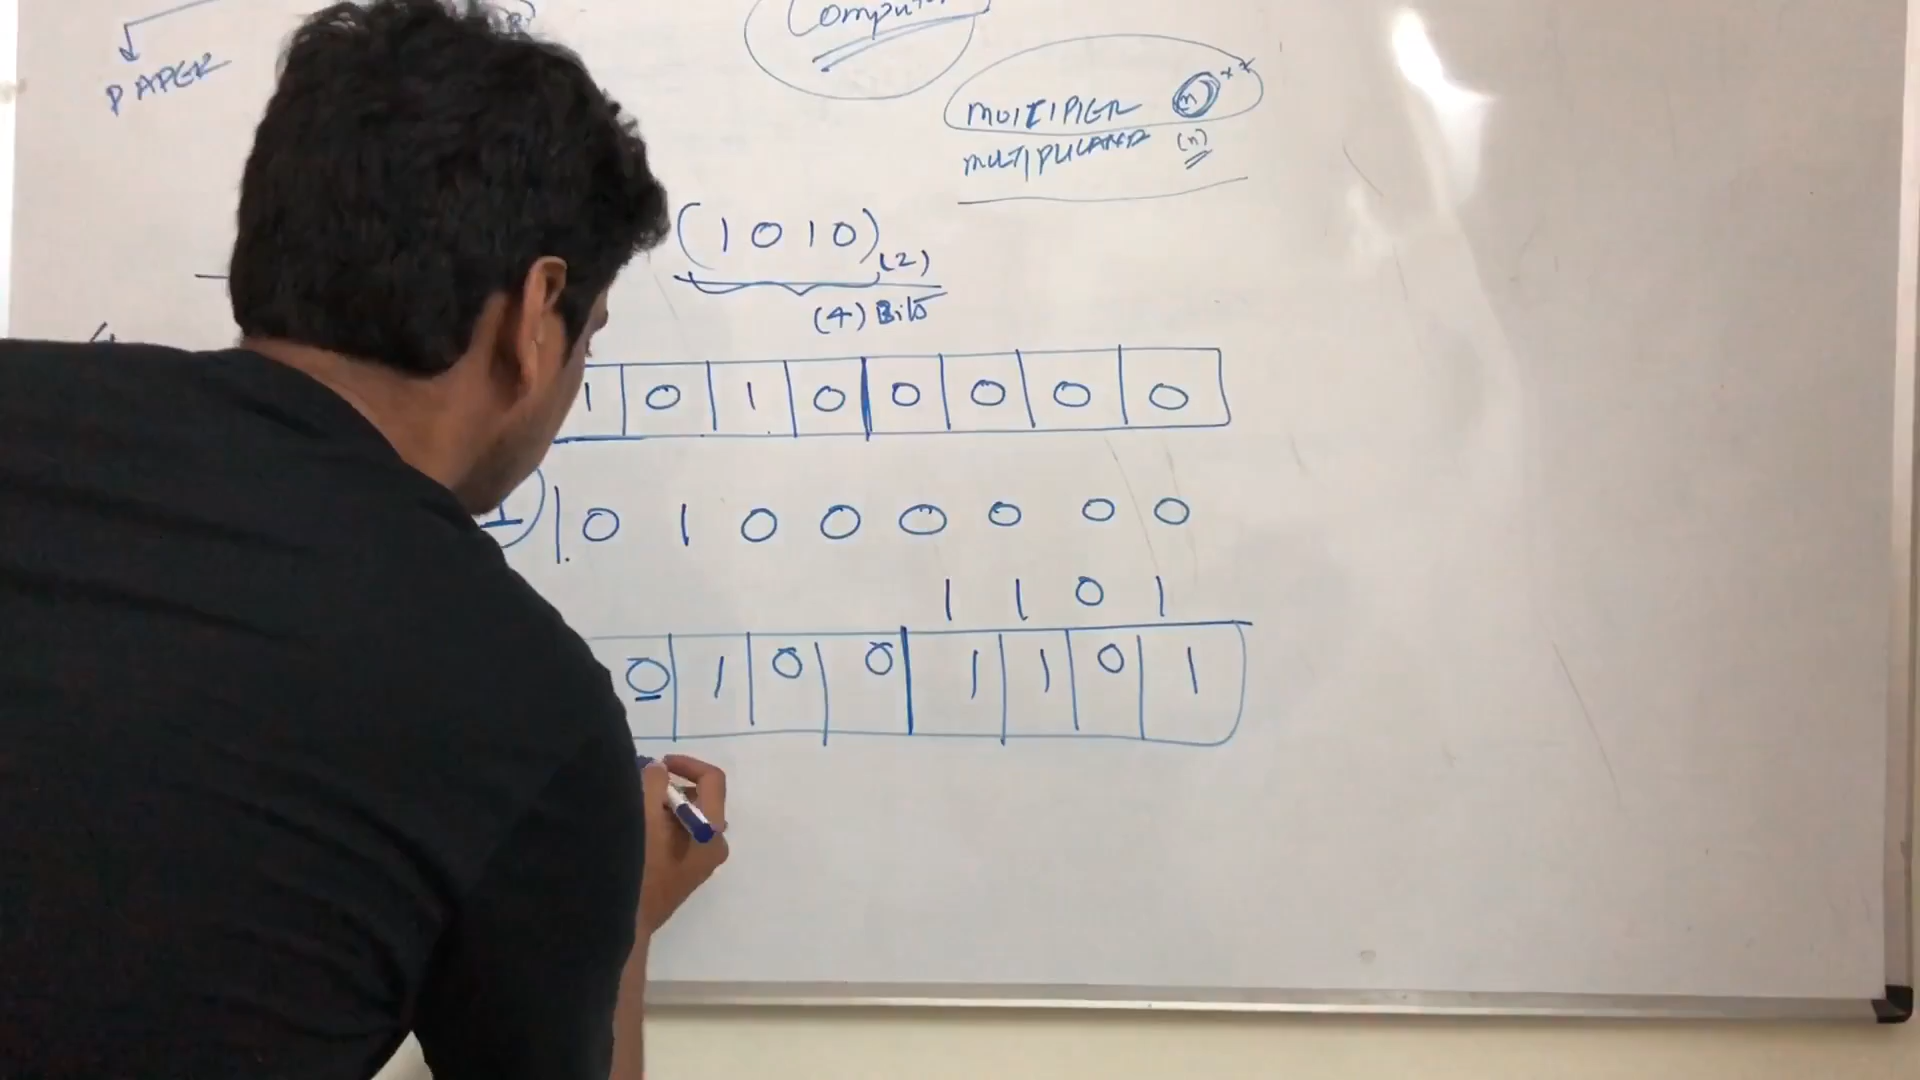 Computer
PAPER
MULTIPIER (n) **
MULTIPLICAND (n)
(1 0 1 0)(2)
(4) Bits
1 0 1 0 0 0 0 0
1 0 1 0 0 0 0 0 0
1 1 0 1
0 1 0 0 1 1 0 1